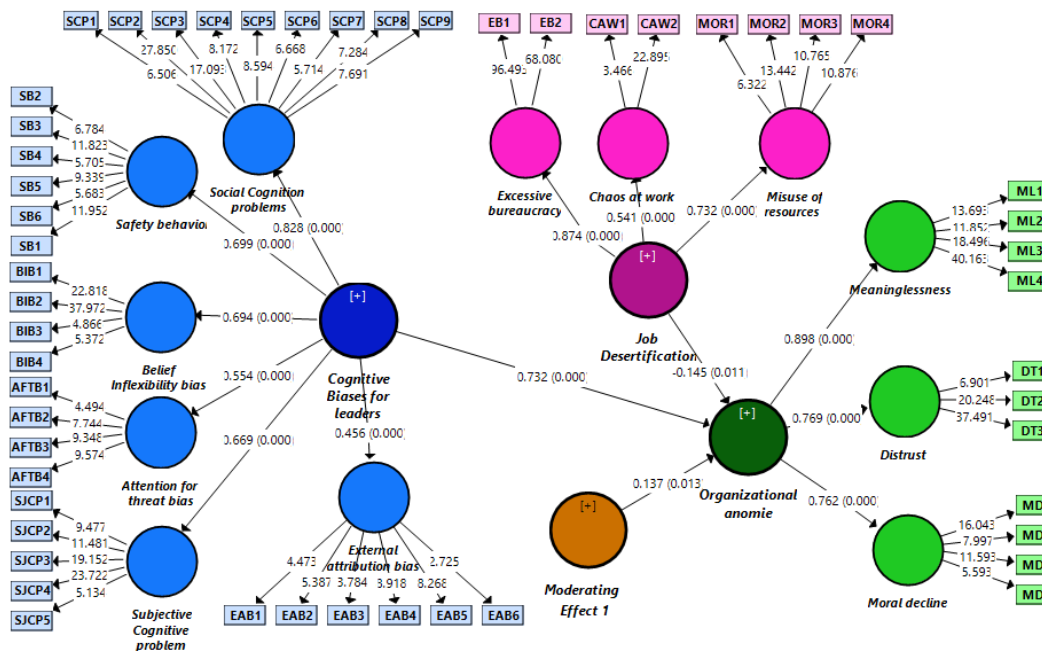 SCP1 SCP2 SCP3 SCP4 SCP5 SCP6 SCP7 SCP8 SCP9
6.506 27.850 17.093 8.172 8.594 6.668 5.714 7.284 7.691
EB1 EB2 CAW1 CAW2 MOR1 MOR2 MOR3 MOR4
96.493 68.080 3.466 22.895 6.322 13.442 10.765 10.876
SB2
SB3
SB4
SB5
SB6
SB1
6.784
11.823
5.705
9.339
5.683
11.952
Safety behavior
Social Cognition
problems
Excessive
bureaucracy
Chaos at work
Misuse of
resources
0.699 (0.000)
0.828 (0.000)
0.874 (0.000)
0.541 (0.000
0.732 (0.000)
ML1
ML2
ML3
ML4
13.693
11.852
18.496
40.163
Meaninglessness
BIB1
BIB2
BIB3
BIB4
22.818
37.972
4.866
5.372
Belief
Inflexibility bias
0.694 (0.000)
[+]
Cognitive
Biases for
leaders
[+]
Job
Desertification
-0.145 (0.011)
0.898 (0.000)
0.732 (0.000)
AFTB1
AFTB2
AFTB3
AFTB4
4.494
7.744
9.348
9.574
Attention for
threat bias
0.554 (0.000)
0.669 (0.000)
0.456 (0.000)
[+]
Organizational
anomie
0.769 (0.000
DT1
DT2
DT3
6.901
20.248
37.491
Distrust
SJCP1
SJCP2
SJCP3
SJCP4
SJCP5
9.477
11.481
19.152
23.722
5.134
Subjective
Cognitive
problem
External
attribution bias
4.473 5.387 3.784 3.918 8.268 2.725
EAB1 EAB2 EAB3 EAB4 EAB5 EAB6
[+]
Moderating
Effect 1
0.137 (0.013)
0.762 (0.000)
MD
MD
MD
MD
16.043
7.997
11.593
5.593
Moral decline